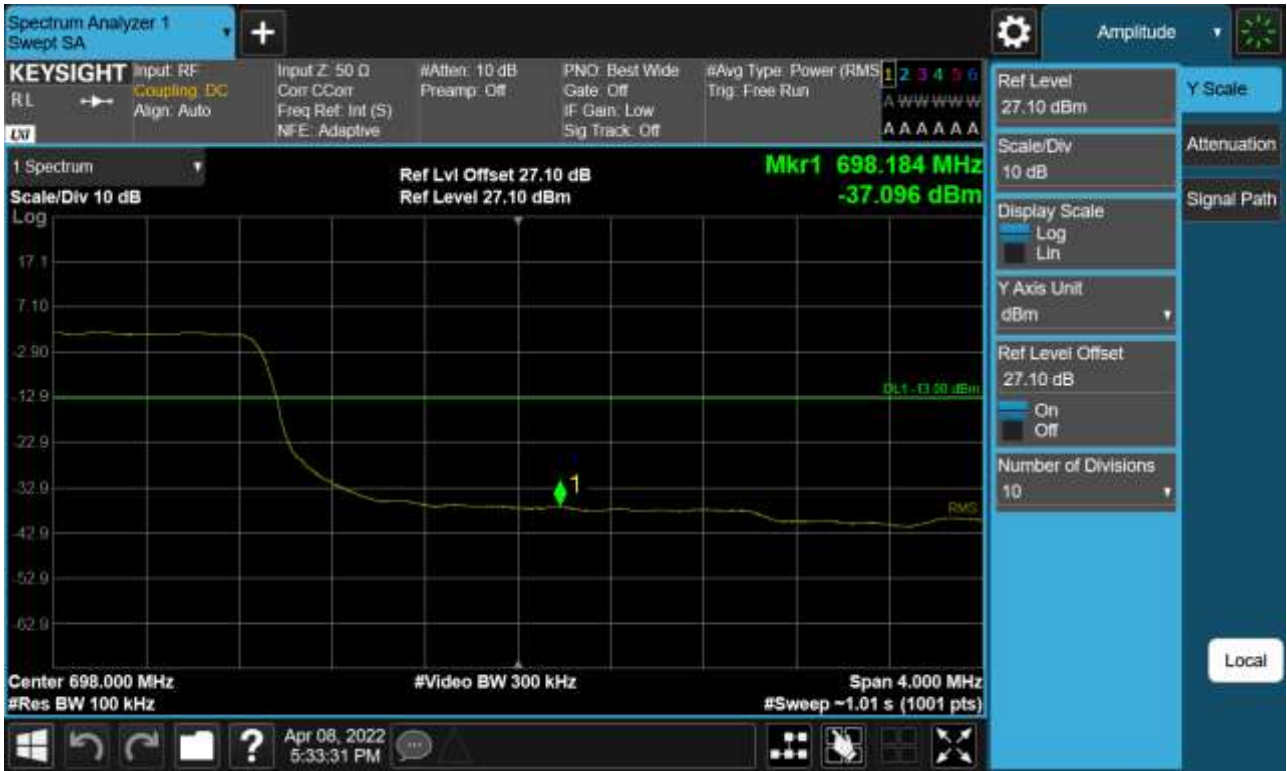 Spectrum Analyzer 1
Swept SA
+
Amplitude
KEYSIGHT
RL
LXI
Input: RF
Coupling: DC
Align: Auto
Input Z: 50 Ω
Corr CCorr
Freq Ref: Int (S)
NFE: Adaptive
#Atten: 10 dB
Preamp: Off
PNO: Best Wide
Gate: Off
IF Gain: Low
Sig Track: Off
#Avg Type: Power (RMS
Trig: Free Run
1 2 3 4 5 6
A W W W W W
A A A A A A
1 Spectrum
Scale/Div 10 dB
Ref Lvl Offset 27.10 dB
Ref Level 27.10 dBm
Mkr1 698.184 MHz
-37.096 dBm
Log
17.1
7.10
-2.90
-12.9
-22.9
-32.9
-42.9
-52.9
-62.9
DL1 -13.00 dBm
1
RMS
Center 698.000 MHz
#Video BW 300 kHz
Span 4.000 MHz
#Res BW 100 kHz
#Sweep ~1.01 s (1001 pts)
Ref Level
27.10 dBm
Scale/Div
10 dB
Display Scale
Log
Lin
Y Axis Unit
dBm
Ref Level Offset
27.10 dB
On
Off
Number of Divisions
10
Y Scale
Attenuation
Signal Path
Local
?
Apr 08, 2022
5:33:31 PM